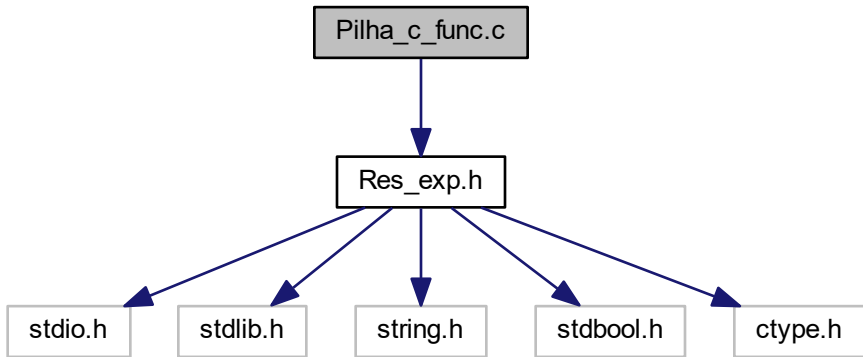 Pilha_c_func.c
Res_exp.h
stdio.h
stdlib.h
string.h
stdbool.h
ctype.h